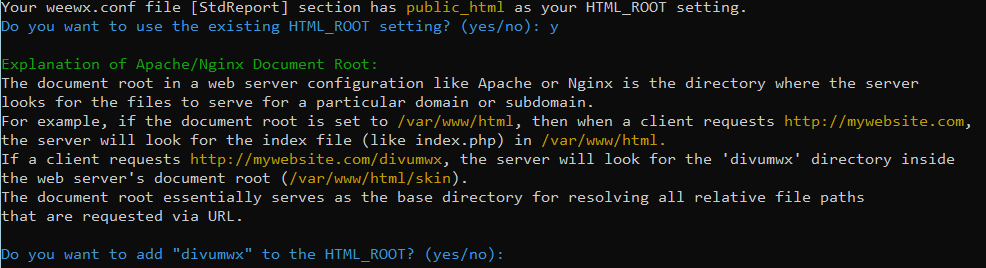 Your weewx.conf file [StdReport] section has public_html as your HTML_ROOT setting.
Do you want to use the existing HTML_ROOT setting? (yes/no): y
Explanation of Apache/Nginx Document Root:
The document root in a web server configuration like Apache or Nginx is the directory where the server
looks for the files to serve for a particular domain or subdomain.
For example, if the document root is set to /var/www/html, then when a client requests http://mywebsite.com,
the server will look for the index file (like index.php) in /var/www/html.
If a client requests http://mywebsite.com/divumwx, the server will look for the 'divumwx' directory inside
the web server's document root (/var/www/html/skin).
The document root essentially serves as the base directory for resolving all relative file paths
that are requested via URL.
Do you want to add "divumwx" to the HTML_ROOT? (yes/no):